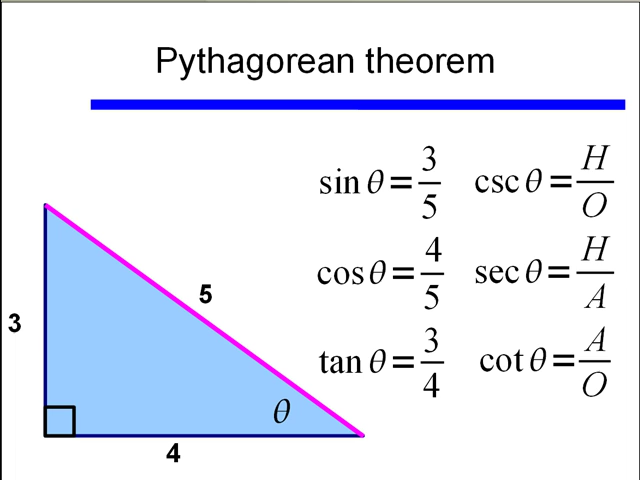 Pythagorean theorem
sin θ = 3/5 csc θ = H/O
cos θ = 4/5 sec θ = H/A
tan θ = 3/4 cot θ = A/O
5
3
θ
4